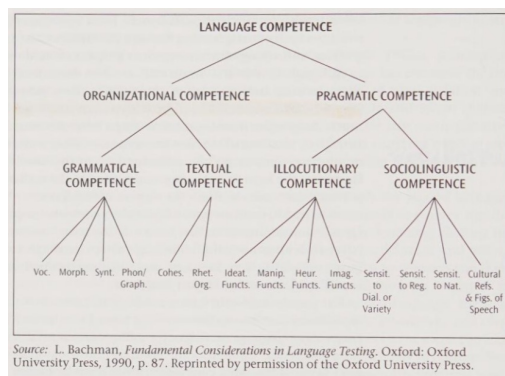 LANGUAGE COMPETENCE
ORGANIZATIONAL COMPETENCE PRAGMATIC COMPETENCE
GRAMMATICAL TEXTUAL ILLOCUTIONARY SOCIOLINGUISTIC
COMPETENCE COMPETENCE COMPETENCE COMPETENCE
Voc. Morph. Synt. Phon/ Cohes. Rhet. Ideat. Manip. Heur. Imag. Sensit. Sensit. Sensit. Cultural
Graph. Org. Functs. Functs. Functs. Functs. to to Reg. to Nat. Refs.
Dial. or & Figs. of
Variety Speech
Source: L. Bachman, Fundamental Considerations in Language Testing. Oxford: Oxford
University Press, 1990, p. 87. Reprinted by permission of the Oxford University Press.